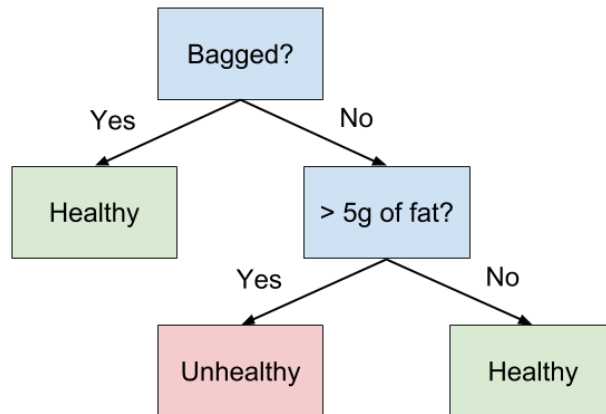 Bagged?
Yes
No
Healthy
> 5g of fat?
Yes
No
Unhealthy
Healthy